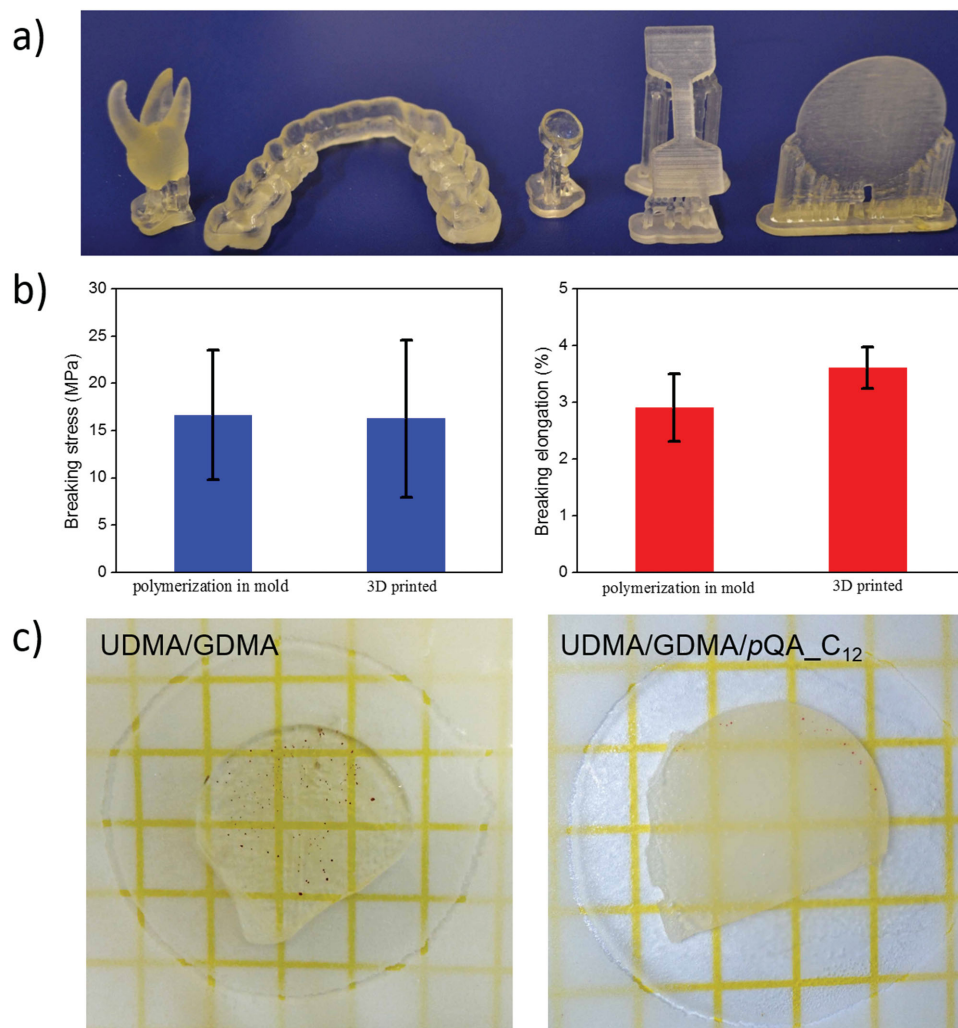 a)
b)
30
25
20
15
10
5
0
Breaking stress (MPa)
polymerization in mold
3D printed
5
4
3
2
1
0
Breaking elongation (%)
polymerization in mold
3D printed
c)
UDMA/GDMA
UDMA/GDMA/pQA_C₁₂